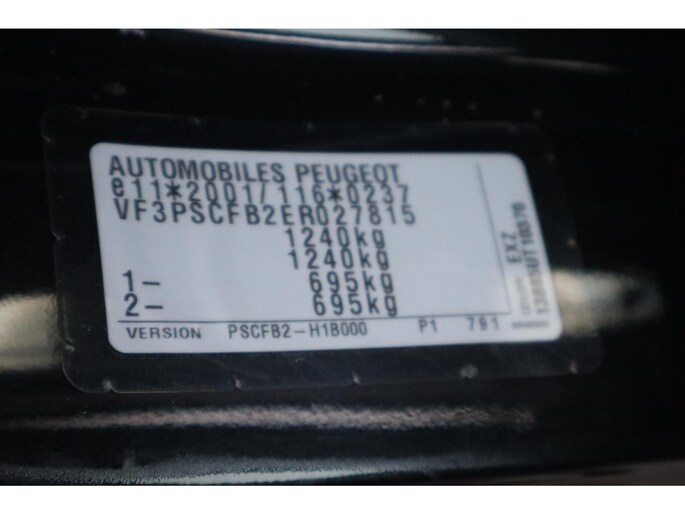 AUTOMOBILES PEUGEOT
e11*2001/116*0237
VF3PSCFB2ER027815
1240kg
1240kg
1- 695kg
2- 695kg
VERSION PSCFB2-H1B000 P1 791
EXZ